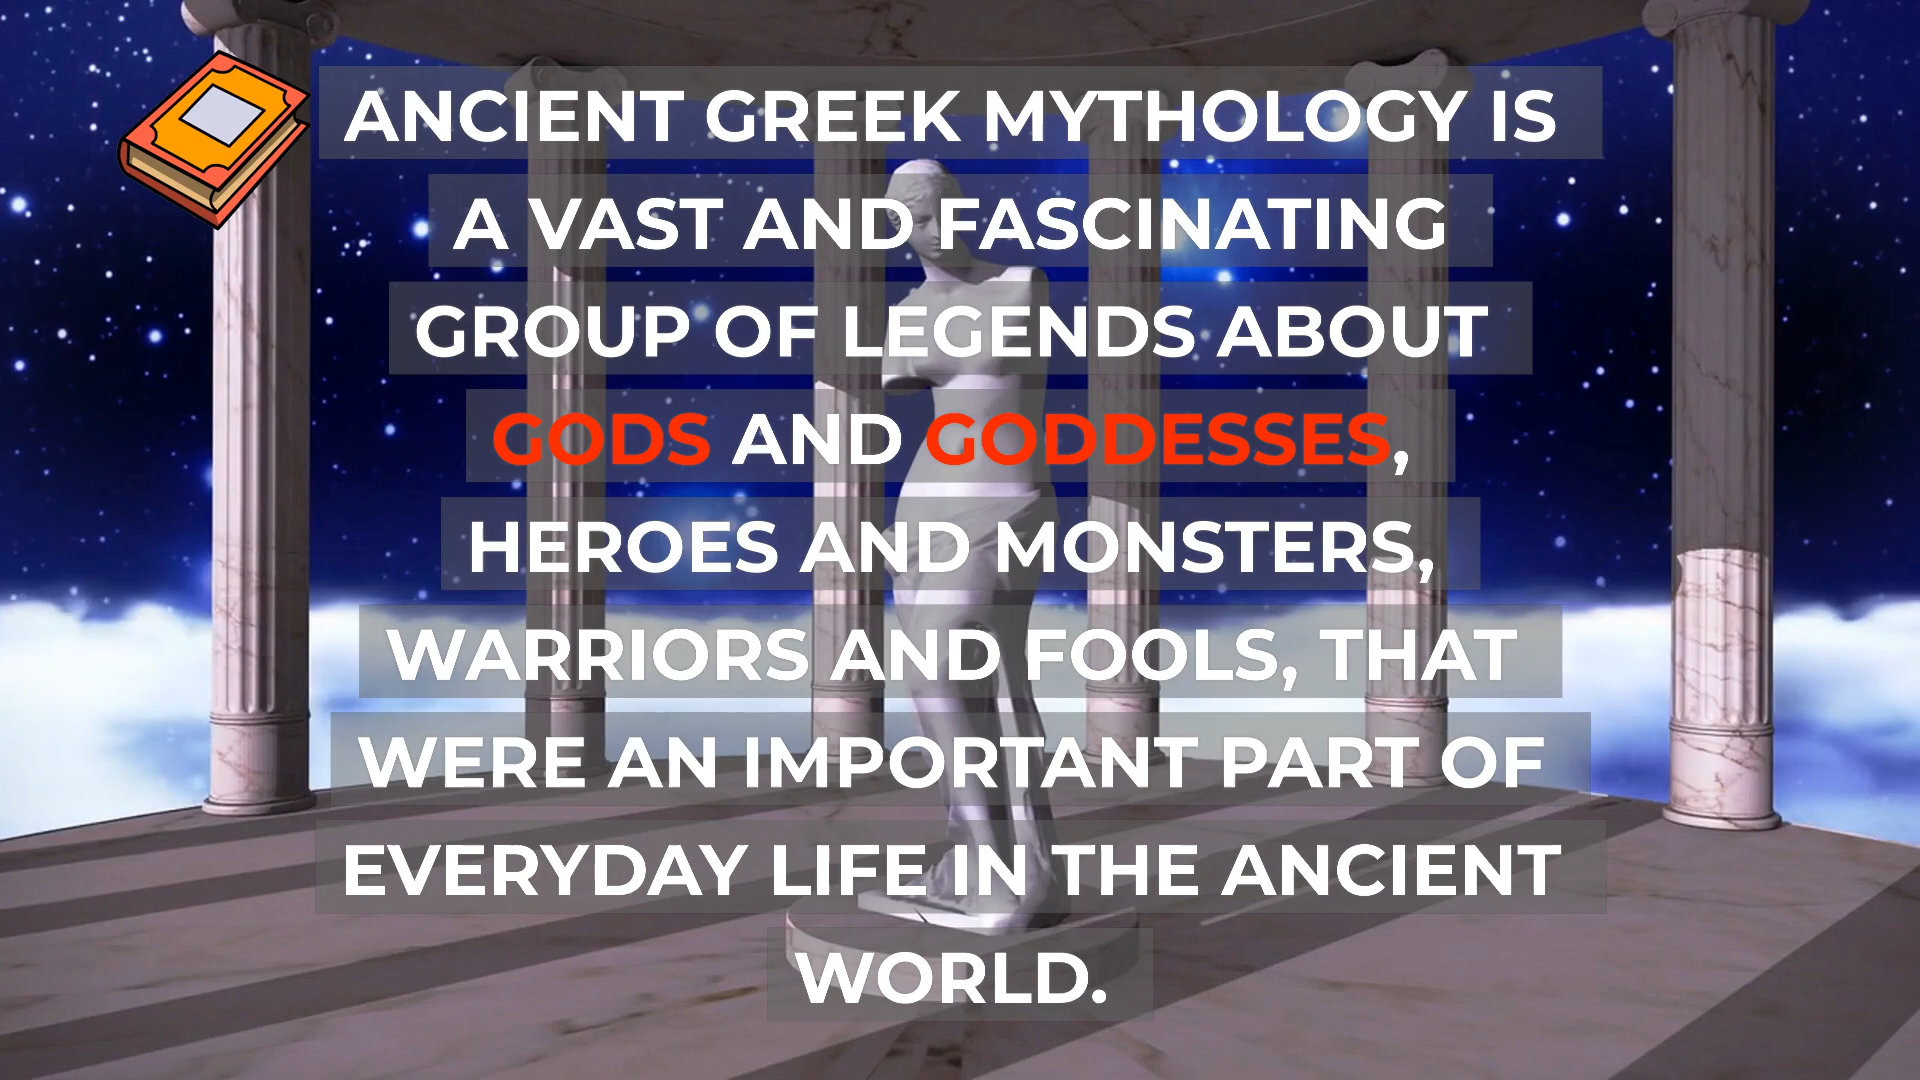 ANCIENT GREEK MYTHOLOGY IS
A VAST AND FASCINATING
GROUP OF LEGENDS ABOUT
GODS AND GODDESSES,
HEROES AND MONSTERS,
WARRIORS AND FOOLS, THAT
WERE AN IMPORTANT PART OF
EVERYDAY LIFE IN THE ANCIENT
WORLD.